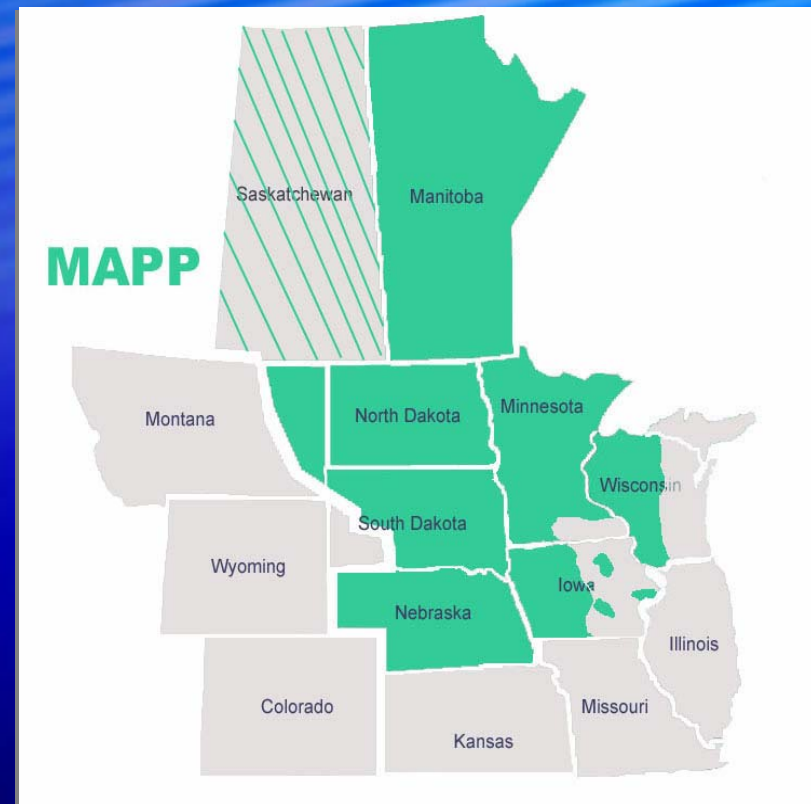 Saskatchewan
Manitoba
MAPP
Montana
North Dakota
Minnesota
Wisconsin
South Dakota
Wyoming
Iowa
Nebraska
Illinois
Colorado
Missouri
Kansas